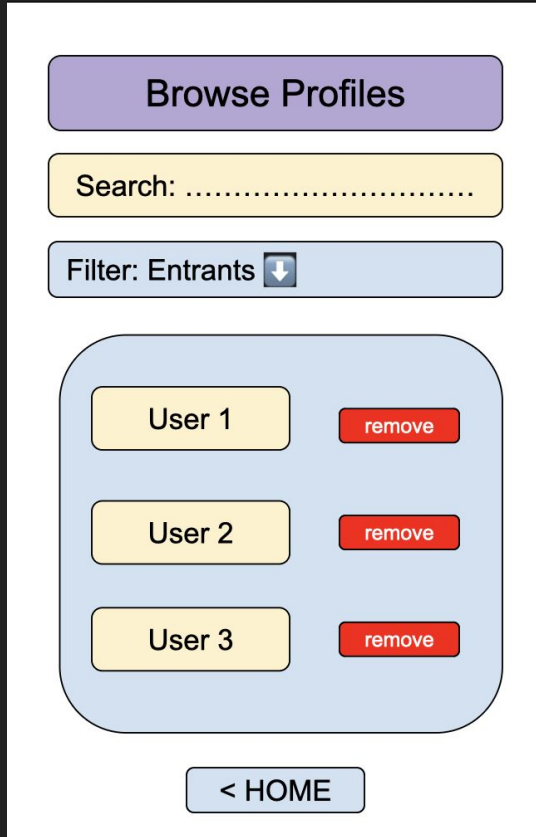 Browse Profiles
Search: ..............................
Filter: Entrants ⬇️
User 1 remove
User 2 remove
User 3 remove
< HOME